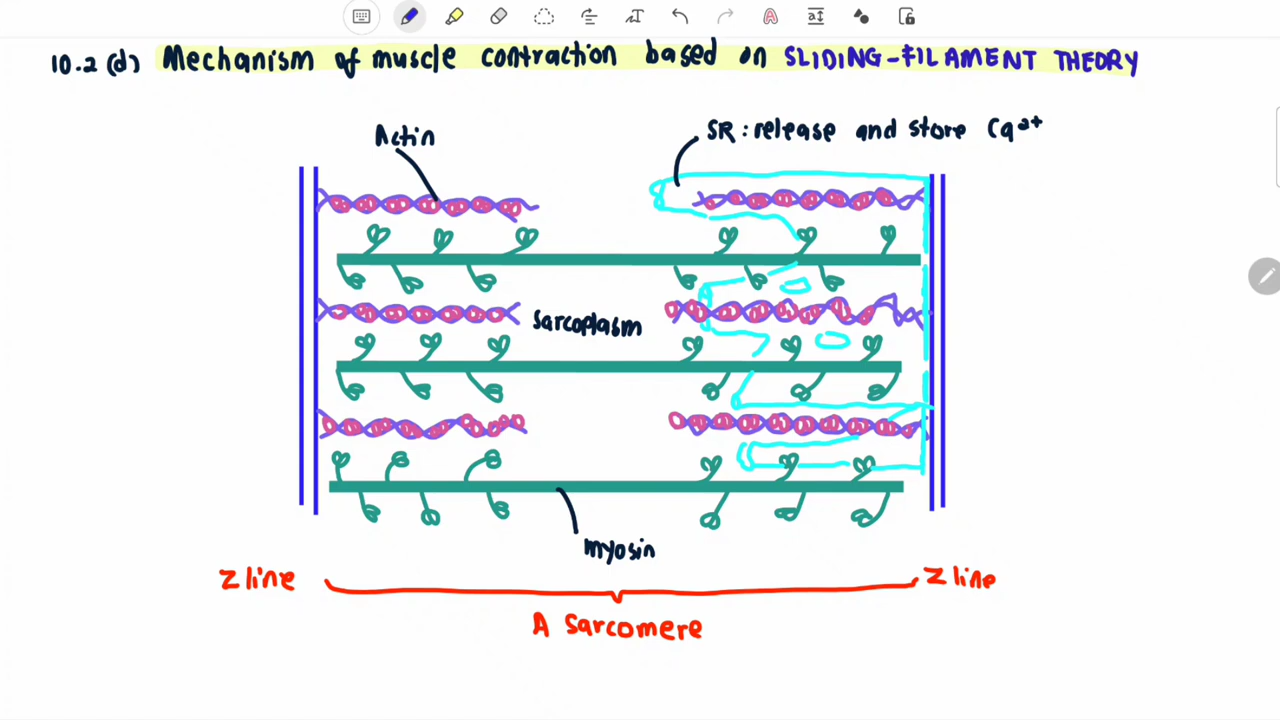 10.2 (d) Mechanism of muscle contraction based on SLIDING-FILAMENT THEORY
Actin
SR: release and store Ca²⁺
Sarcoplasm
myosin
Z line
Z line
A sarcomere